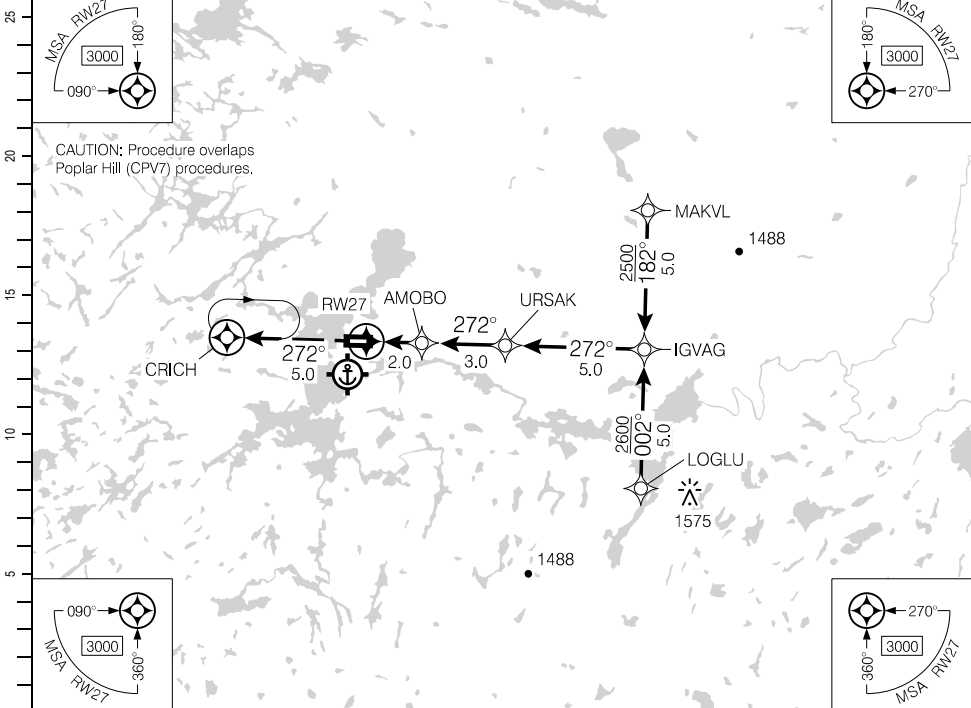 25
20
15
10
5
MSA RW27
3000
180°
090°
MSA RW27
3000
180°
270°
CAUTION: Procedure overlaps
Poplar Hill (CPV7) procedures.
MAKVL
1488
2500
182°
5.0
RW27
AMOBO
URSAK
272°
3.0
272°
5.0
IGVAG
2.0
272°
5.0
CRICH
2600
002°
5.0
LOGLU
1575
1488
090°
3000
360°
MSA RW27
270°
3000
360°
MSA RW27